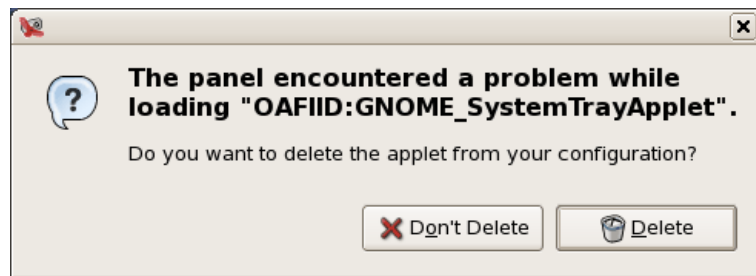 The panel encountered a problem while
loading "OAFIID:GNOME_SystemTrayApplet".
Do you want to delete the applet from your configuration?
Don't Delete
Delete